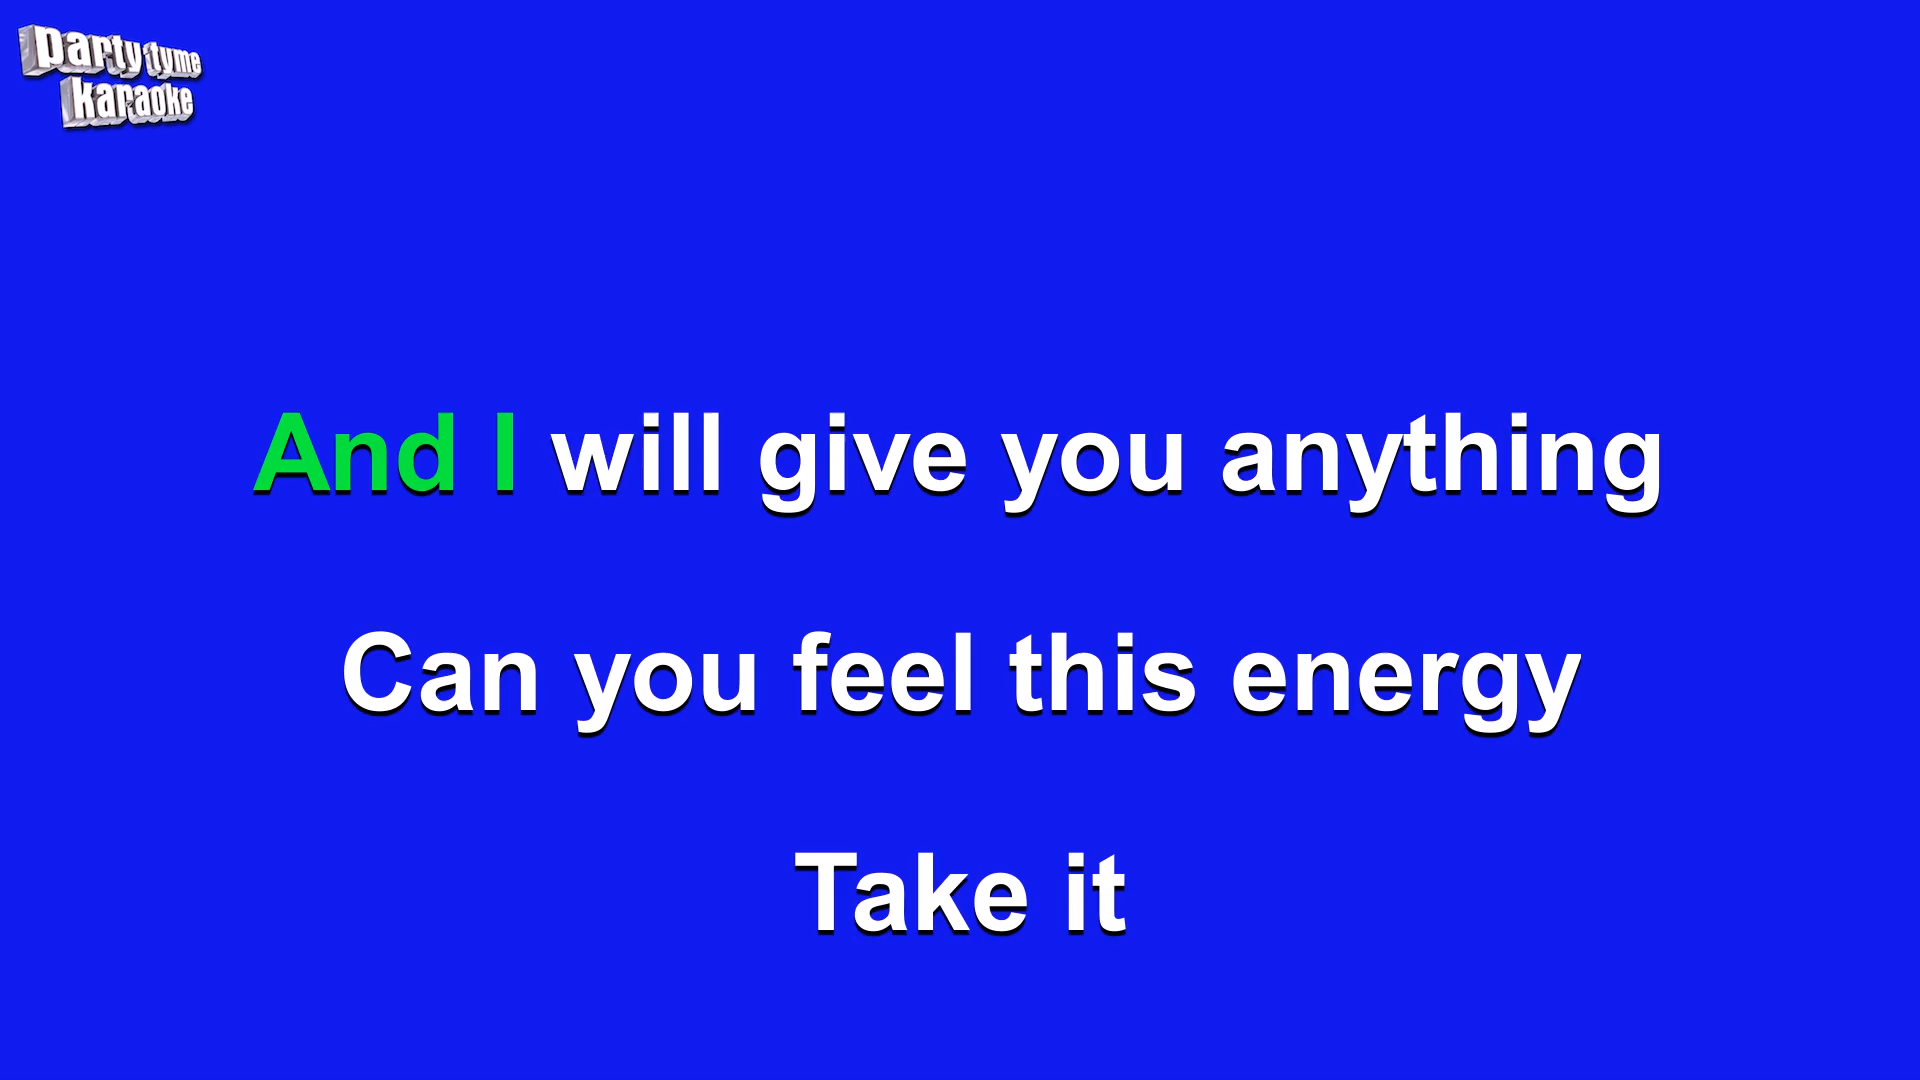 party tyme
karaoke
And I will give you anything
Can you feel this energy
Take it